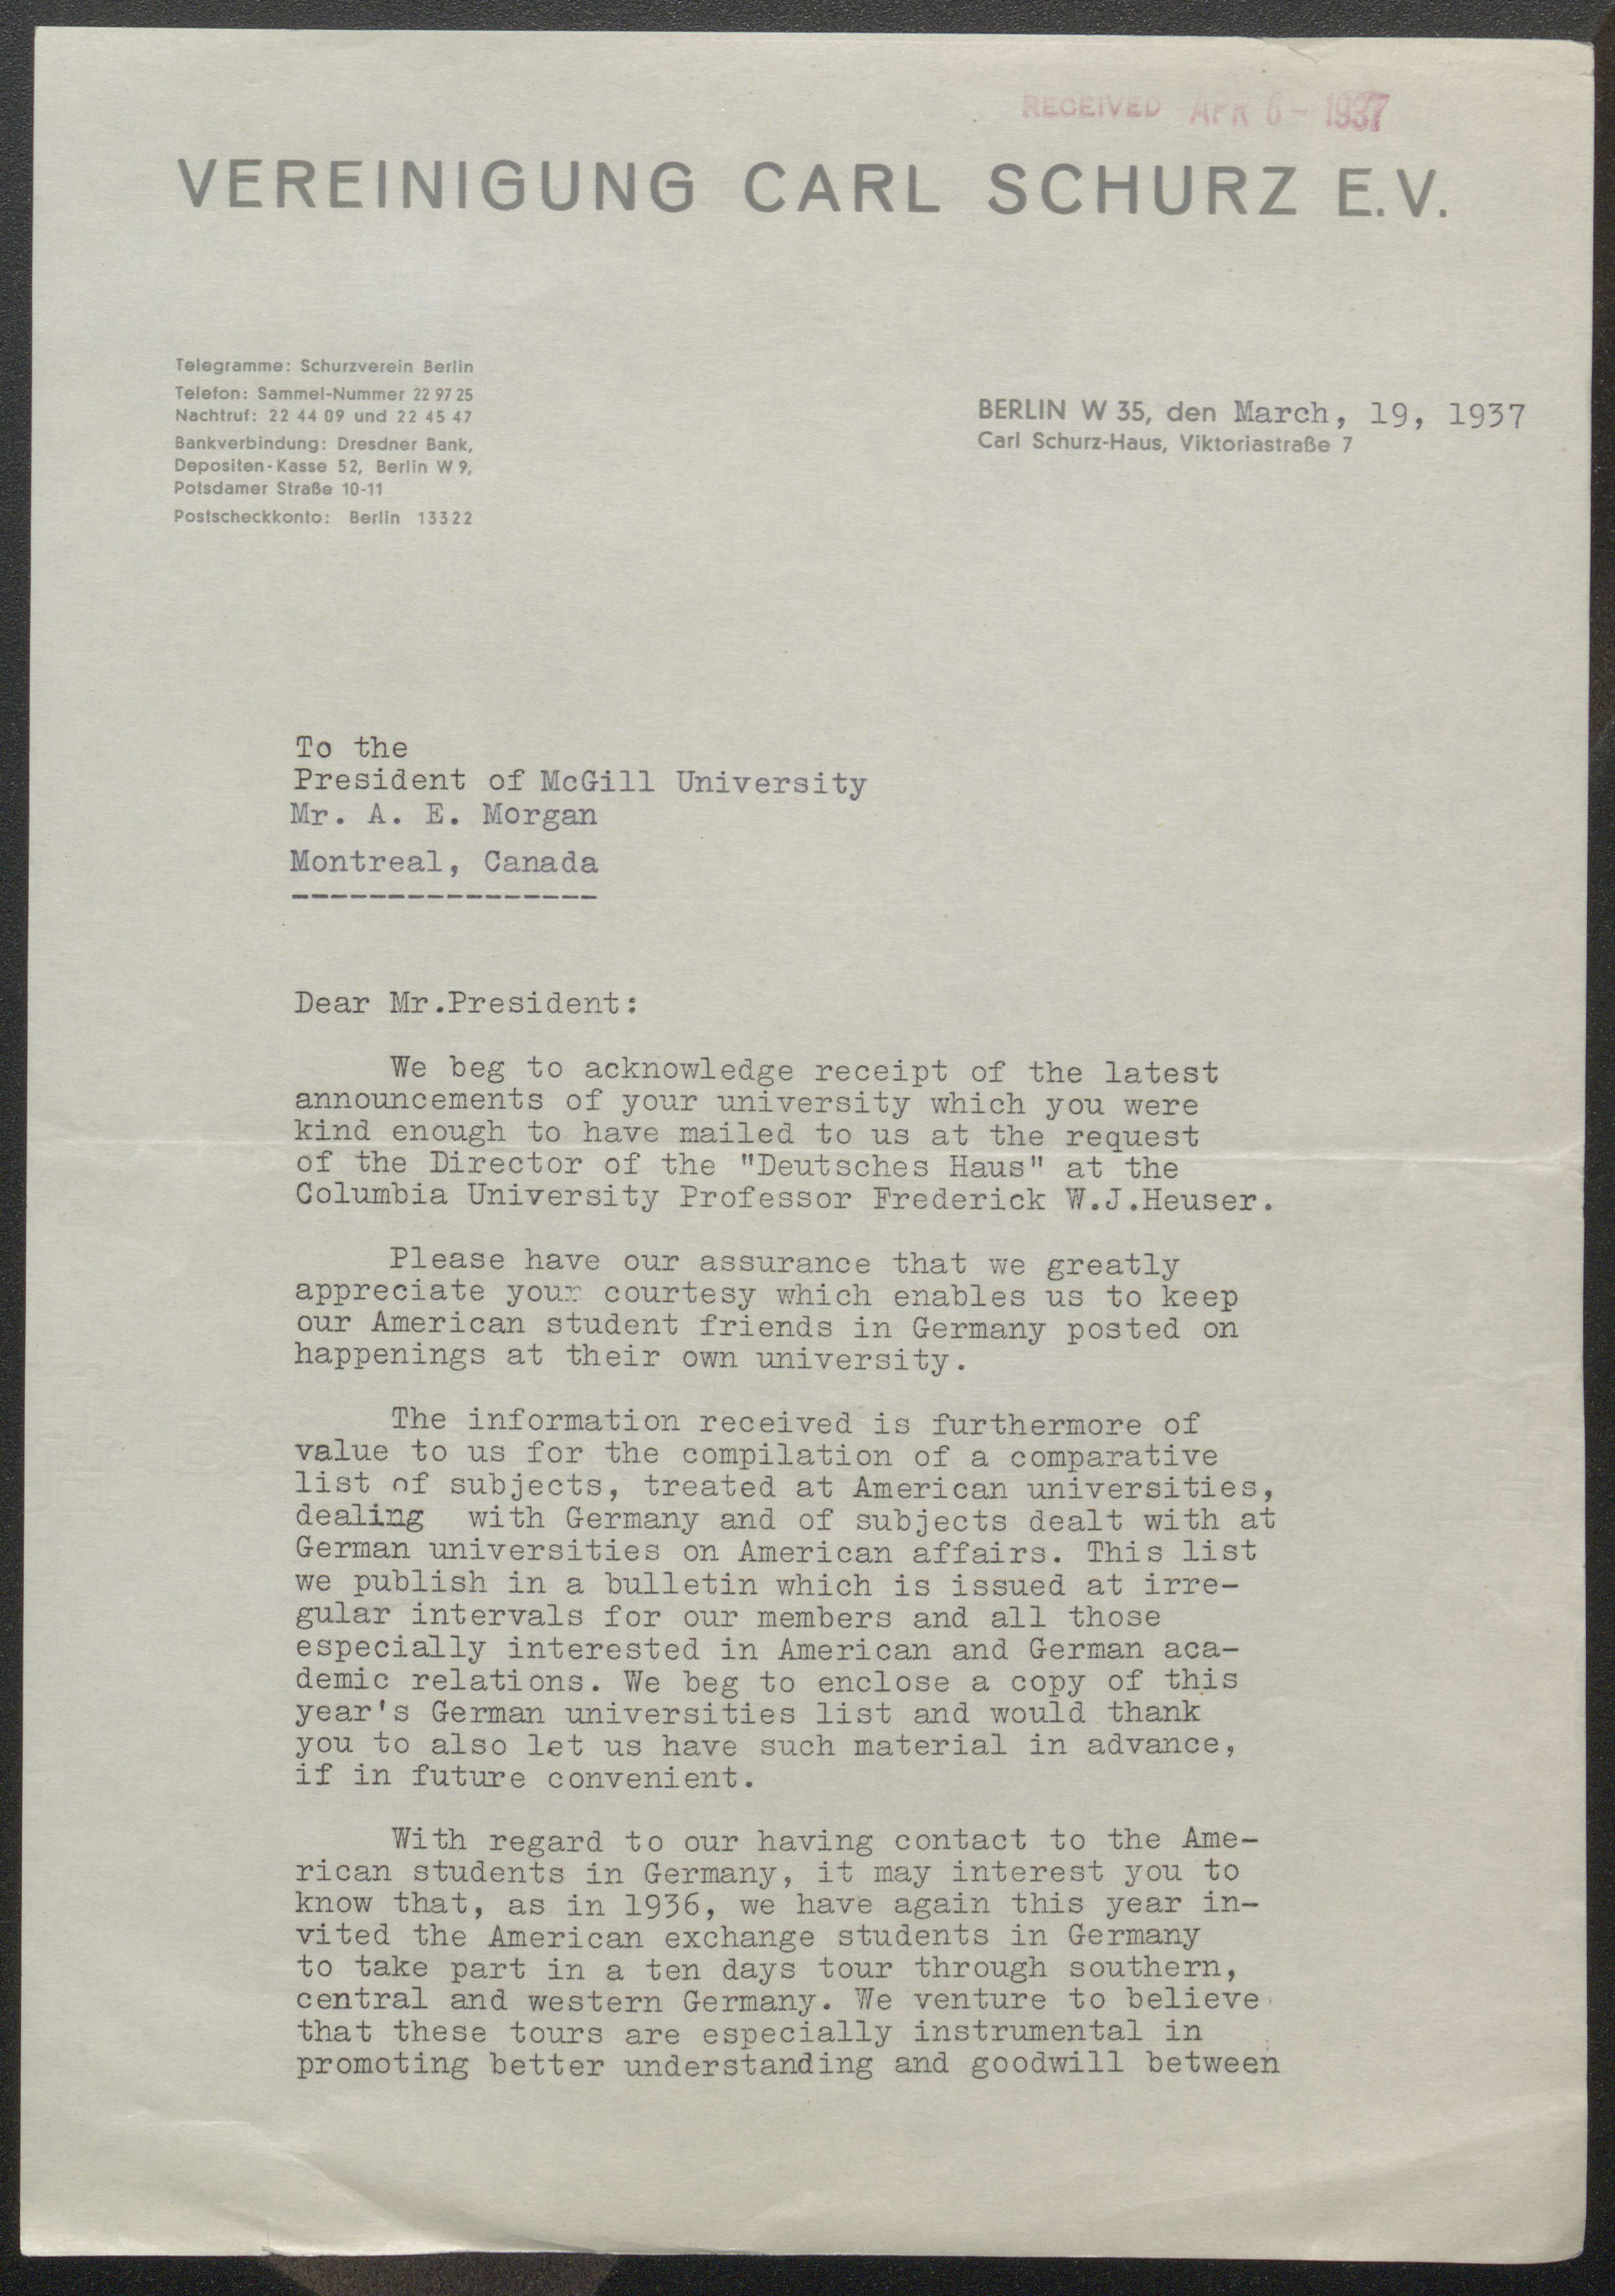 RECEIVED APR 6 - 1937
VEREINIGUNG CARL SCHURZ E.V.
Telegramme: Schurzverein Berlin
Telefon: Sammel-Nummer 22 97 25
Nachtruf: 22 44 09 und 22 45 47
Bankverbindung: Dresdner Bank,
Depositen-Kasse 52, Berlin W 9,
Potsdamer Straße 10-11
Postscheckkonto: Berlin 13322
BERLIN W 35, den March, 19, 1937
Carl Schurz-Haus, Viktoriastraße 7
To the
President of McGill University
Mr. A. E. Morgan
Montreal, Canada
----------------
Dear Mr.President:
We beg to acknowledge receipt of the latest
announcements of your university which you were
kind enough to have mailed to us at the request
of the Director of the "Deutsches Haus" at the
Columbia University Professor Frederick W.J.Heuser.
Please have our assurance that we greatly
appreciate your courtesy which enables us to keep
our American student friends in Germany posted on
happenings at their own university.
The information received is furthermore of
value to us for the compilation of a comparative
list of subjects, treated at American universities,
dealing with Germany and of subjects dealt with at
German universities on American affairs. This list
we publish in a bulletin which is issued at irre-
gular intervals for our members and all those
especially interested in American and German aca-
demic relations. We beg to enclose a copy of this
year's German universities list and would thank
you to also let us have such material in advance,
if in future convenient.
With regard to our having contact to the Ame-
rican students in Germany, it may interest you to
know that, as in 1936, we have again this year in-
vited the American exchange students in Germany
to take part in a ten days tour through southern,
central and western Germany. We venture to believe
that these tours are especially instrumental in
promoting better understanding and goodwill between